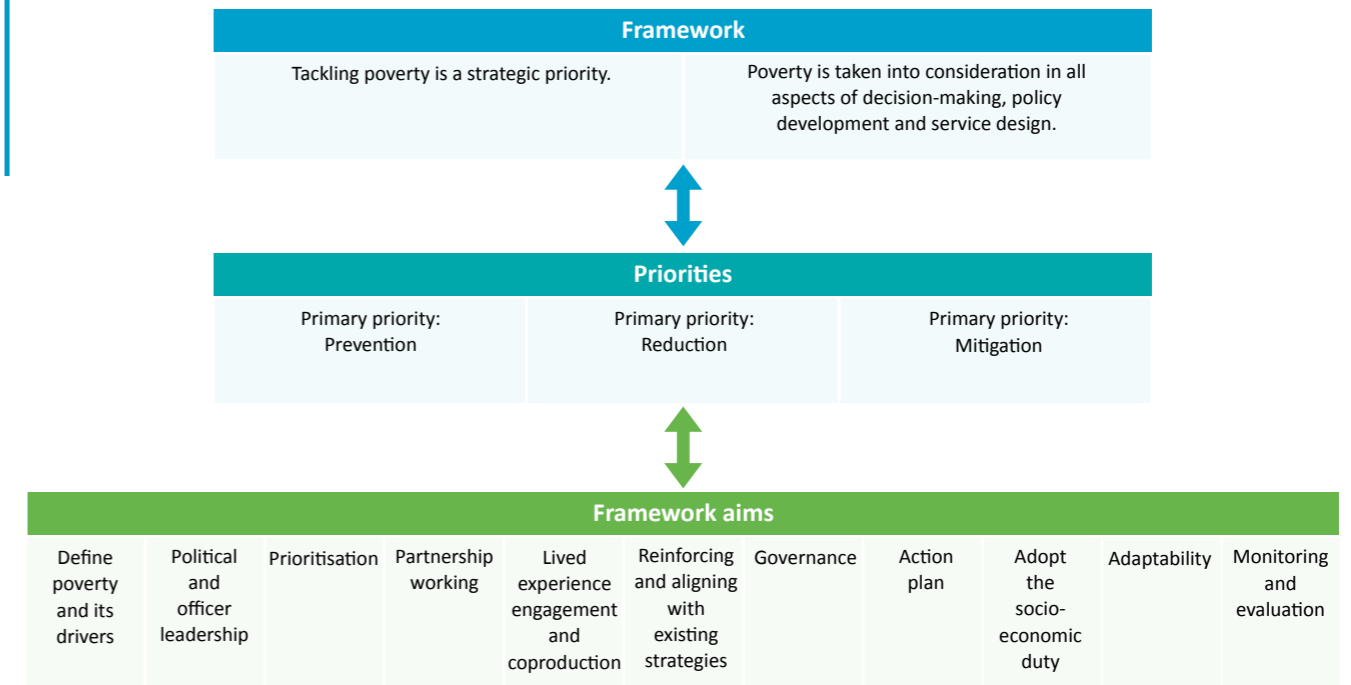 Framework
Tackling poverty is a strategic priority.
Poverty is taken into consideration in all
aspects of decision-making, policy
development and service design.
Priorities
Primary priority:
Prevention
Primary priority:
Reduction
Primary priority:
Mitigation
Framework aims
Define
poverty
and its
drivers
Political
and
officer
leadership
Prioritisation
Partnership
working
Lived
experience
engagement
and
coproduction
Reinforcing
and aligning
with
existing
strategies
Governance
Action
plan
Adopt
the
socio-
economic
duty
Adaptability
Monitoring
and
evaluation